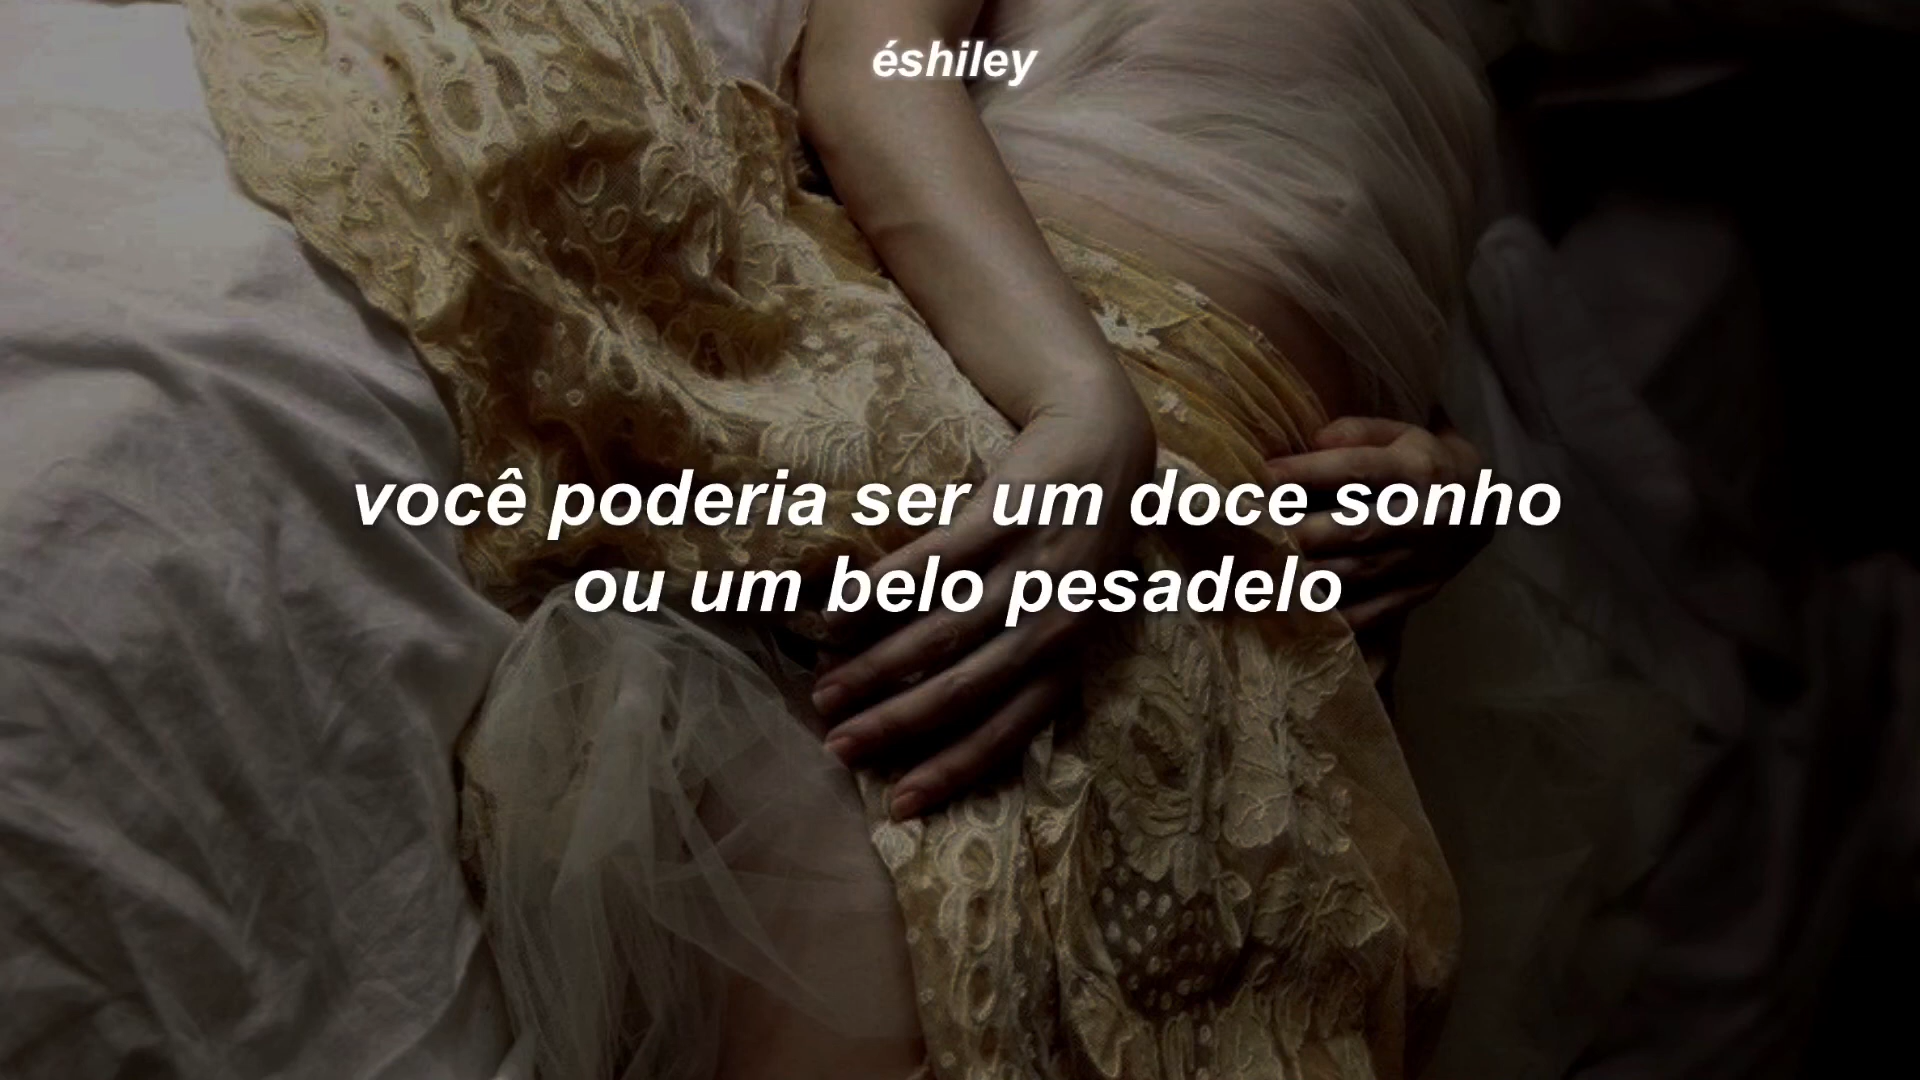 éshiley
você poderia ser um doce sonho
ou um belo pesadelo